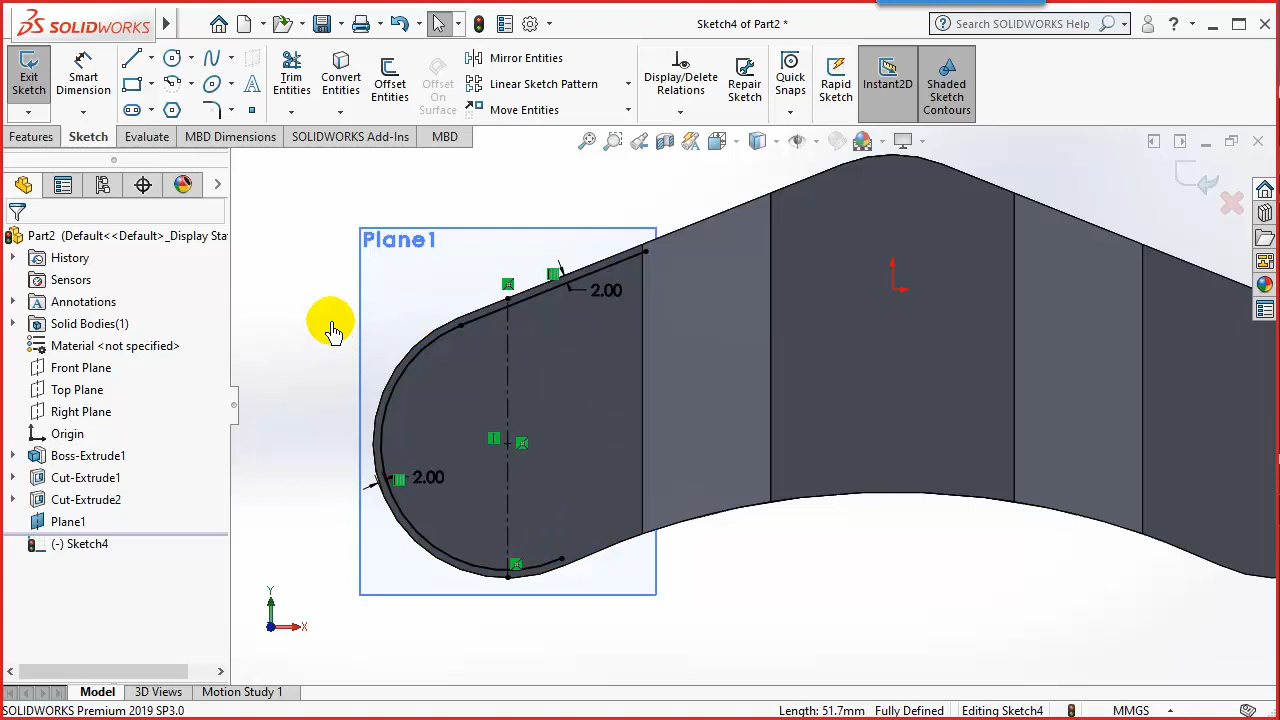 SOLIDWORKS
Sketch4 of Part2 *
Search SOLIDWORKS Help
Exit Sketch
Smart Dimension
Trim Entities
Convert Entities
Offset Entities
Offset On Surface
Mirror Entities
Linear Sketch Pattern
Move Entities
Display/Delete Relations
Repair Sketch
Quick Snaps
Rapid Sketch
Instant2D
Shaded Sketch Contours
Features
Sketch
Evaluate
MBD Dimensions
SOLIDWORKS Add-Ins
MBD
Part2 (Default<<Default>_Display Sta
History
Sensors
Annotations
Solid Bodies(1)
Material <not specified>
Front Plane
Top Plane
Right Plane
Origin
Boss-Extrude1
Cut-Extrude1
Cut-Extrude2
Plane1
(-) Sketch4
Plane1
2.00
2.00
Y
X
Model
3D Views
Motion Study 1
SOLIDWORKS Premium 2019 SP3.0
Length: 51.7mm
Fully Defined
Editing Sketch4
MMGS